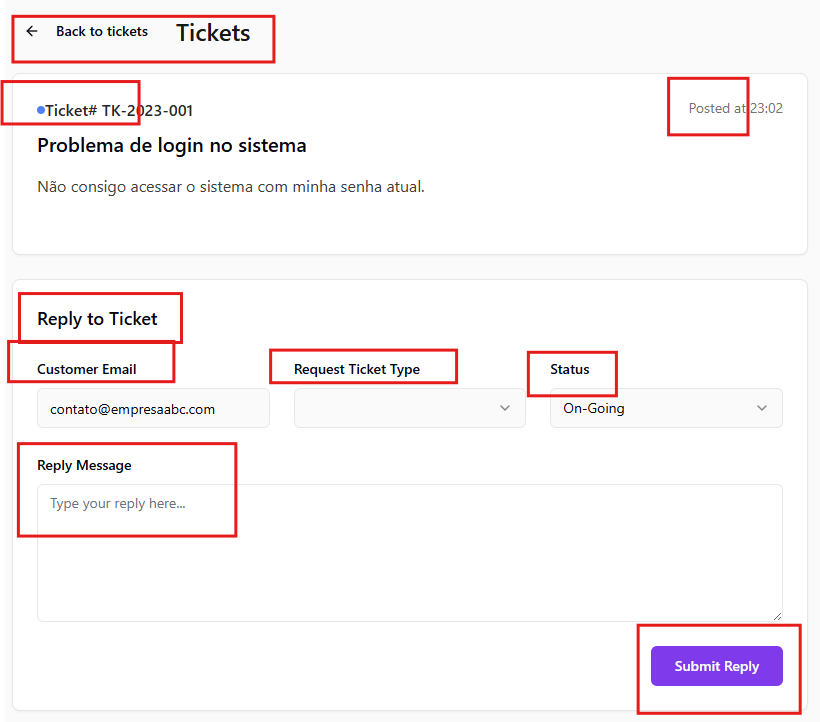 ← Back to tickets Tickets
Ticket# TK-2023-001
Posted at 23:02
Problema de login no sistema
Não consigo acessar o sistema com minha senha atual.
Reply to Ticket
Customer Email
Request Ticket Type
Status
contato@empresaabc.com
On-Going
Reply Message
Type your reply here...
Submit Reply